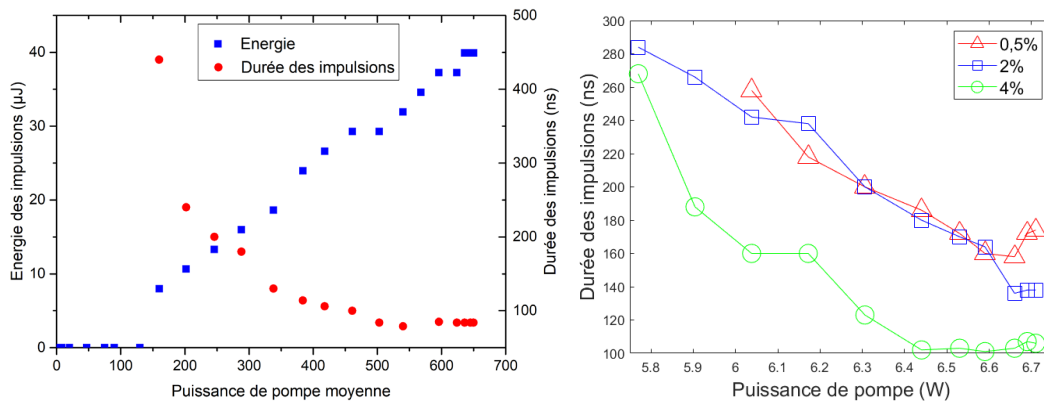 Energie des impulsions (µJ)
40
30
20
10
0
Energie
Durée des impulsions
500
400
300
200
100
Durée des impulsions (ns)
0 100 200 300 400 500 600 700
Puissance de pompe moyenne
Durée des impulsions (ns)
300
280
260
240
220
200
180
160
140
120
100
0,5%
2%
4%
5.8 5.9 6 6.1 6.2 6.3 6.4 6.5 6.6 6.7
Puissance de pompe (W)